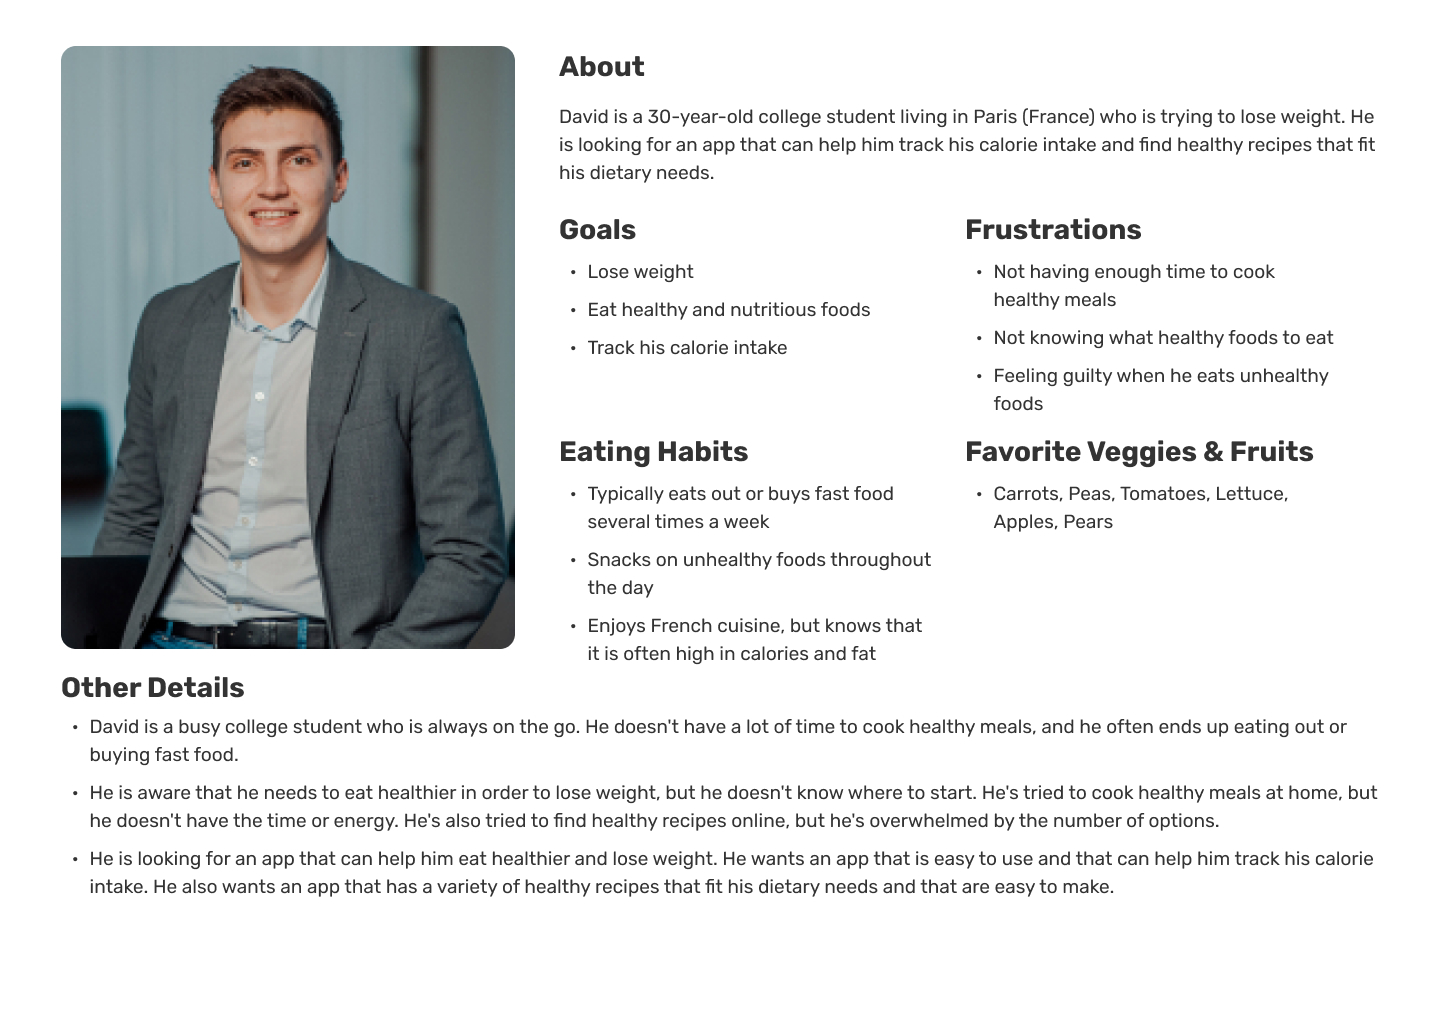 About
David is a 30-year-old college student living in Paris (France) who is trying to lose weight. He
is looking for an app that can help him track his calorie intake and find healthy recipes that fit
his dietary needs.
Goals
• Lose weight
• Eat healthy and nutritious foods
• Track his calorie intake
Frustrations
• Not having enough time to cook
healthy meals
• Not knowing what healthy foods to eat
• Feeling guilty when he eats unhealthy
foods
Eating Habits
• Typically eats out or buys fast food
several times a week
• Snacks on unhealthy foods throughout
the day
• Enjoys French cuisine, but knows that
it is often high in calories and fat
Favorite Veggies & Fruits
• Carrots, Peas, Tomatoes, Lettuce,
Apples, Pears
Other Details
• David is a busy college student who is always on the go. He doesn't have a lot of time to cook healthy meals, and he often ends up eating out or
buying fast food.
• He is aware that he needs to eat healthier in order to lose weight, but he doesn't know where to start. He's tried to cook healthy meals at home, but
he doesn't have the time or energy. He's also tried to find healthy recipes online, but he's overwhelmed by the number of options.
• He is looking for an app that can help him eat healthier and lose weight. He wants an app that is easy to use and that can help him track his calorie
intake. He also wants an app that has a variety of healthy recipes that fit his dietary needs and that are easy to make.